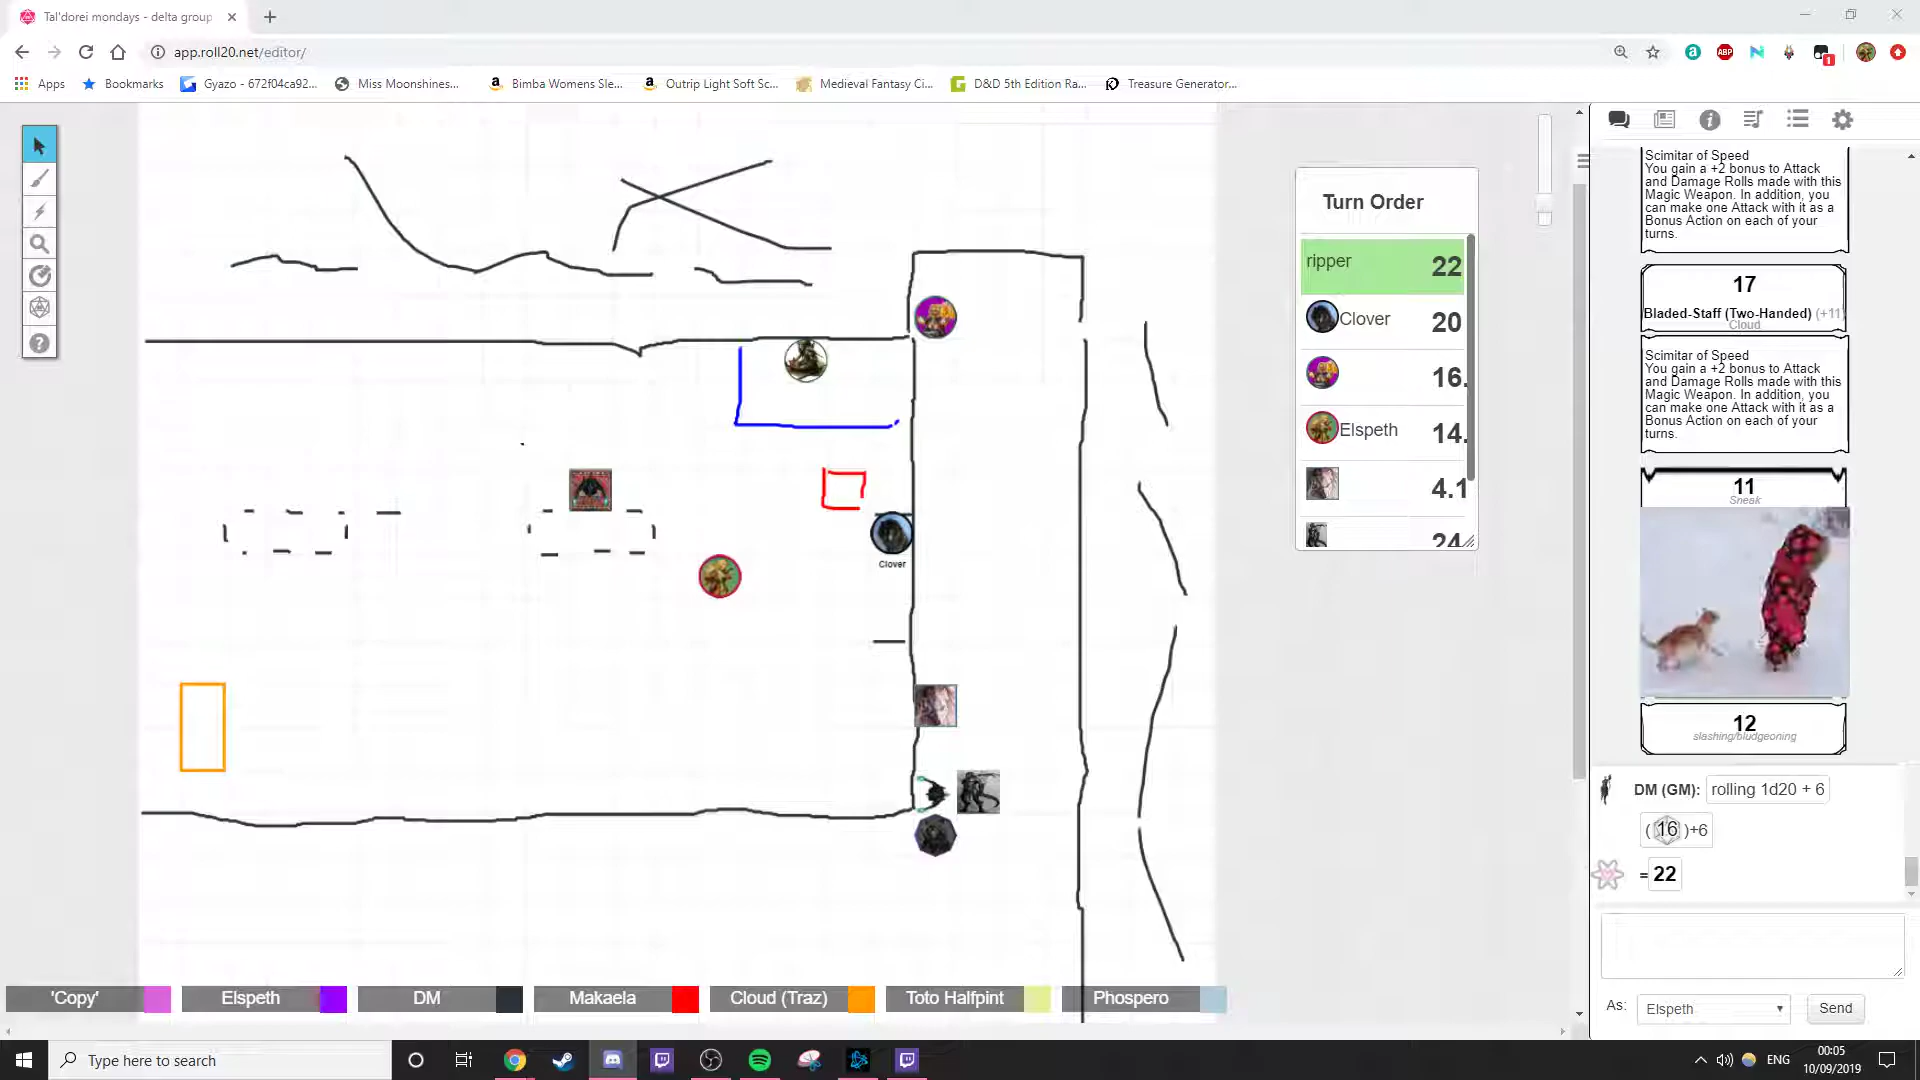 Tal'dorei mondays - delta group
app.roll20.net/editor/
ABP
1
Apps
Bookmarks
Gyazo - 672f04ca92...
Miss Moonshines...
Bimba Womens Sle...
Outrip Light Soft Sc...
Medieval Fantasy Ci...
D&D 5th Edition Ra...
Treasure Generator...
Turn Order
ripper 22
Clover 20
16.
Elspeth 14.
4.1
24
Clover
Scimitar of Speed
You gain a +2 bonus to Attack
and Damage Rolls made with this
Magic Weapon. In addition, you
can make one Attack with it as a
Bonus Action on each of your
turns.
17
Bladed-Staff (Two-Handed) (+11)
Cloud
Scimitar of Speed
You gain a +2 bonus to Attack
and Damage Rolls made with this
Magic Weapon. In addition, you
can make one Attack with it as a
Bonus Action on each of your
turns.
11
Sneak
12
slashing/bludgeoning
DM (GM): rolling 1d20 + 6
(16)+6
=22
As: Elspeth Send
'Copy'
Elspeth
DM
Makaela
Cloud (Traz)
Toto Halfpint
Phospero
Type here to search
ENG
00:05
10/09/2019